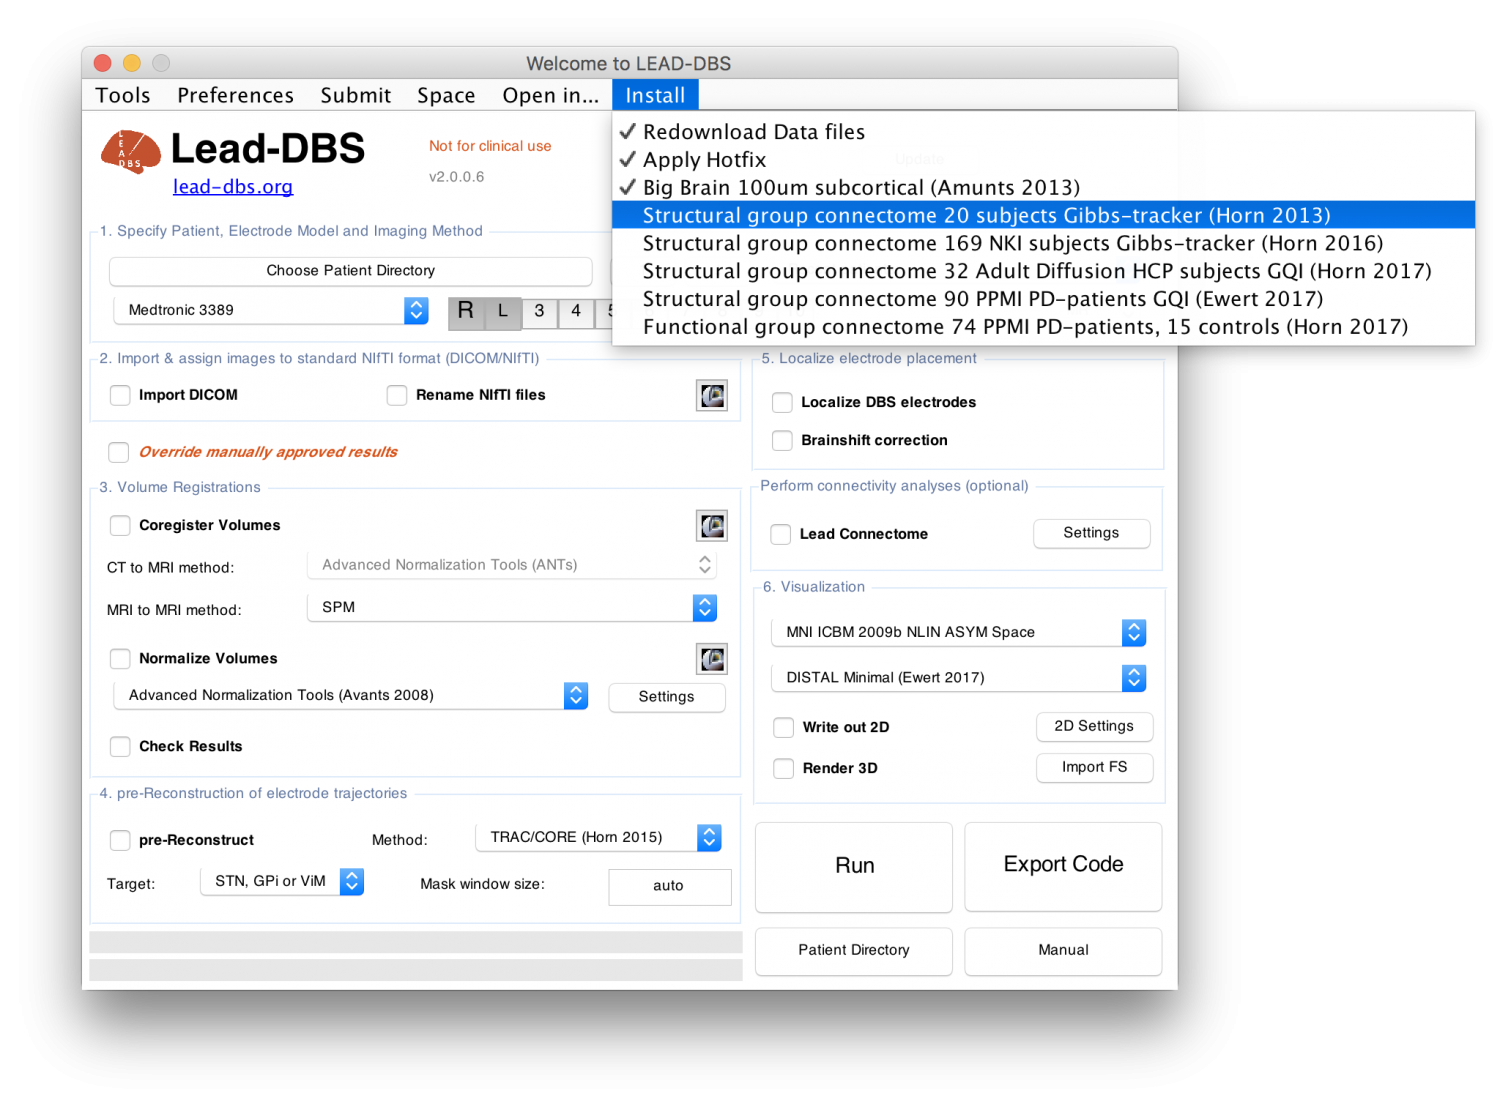 Welcome to LEAD-DBS
Tools Preferences Submit Space Open in... Install
Redownload Data files
Apply Hotfix
Big Brain 100um subcortical (Amunts 2013)
Structural group connectome 20 subjects Gibbs-tracker (Horn 2013)
Structural group connectome 169 NKI subjects Gibbs-tracker (Horn 2016)
Structural group connectome 32 Adult Diffusion HCP subjects GQI (Horn 2017)
Structural group connectome 90 PPMI PD-patients GQI (Ewert 2017)
Functional group connectome 74 PPMI PD-patients, 15 controls (Horn 2017)
LEAD DBS
Lead-DBS
lead-dbs.org
Not for clinical use
v2.0.0.6
1. Specify Patient, Electrode Model and Imaging Method
Choose Patient Directory
Medtronic 3389 R L 3 4
2. Import & assign images to standard NIfTI format (DICOM/NIfTI)
Import DICOM Rename NIfTI files
Override manually approved results
3. Volume Registrations
Coregister Volumes
CT to MRI method: Advanced Normalization Tools (ANTs)
MRI to MRI method: SPM
Normalize Volumes
Advanced Normalization Tools (Avants 2008) Settings
Check Results
4. pre-Reconstruction of electrode trajectories
pre-Reconstruct Method: TRAC/CORE (Horn 2015)
Target: STN, GPi or ViM Mask window size: auto
5. Localize electrode placement
Localize DBS electrodes
Brainshift correction
Perform connectivity analyses (optional)
Lead Connectome Settings
6. Visualization
MNI ICBM 2009b NLIN ASYM Space
DISTAL Minimal (Ewert 2017)
Write out 2D 2D Settings
Render 3D Import FS
Run Export Code
Patient Directory Manual